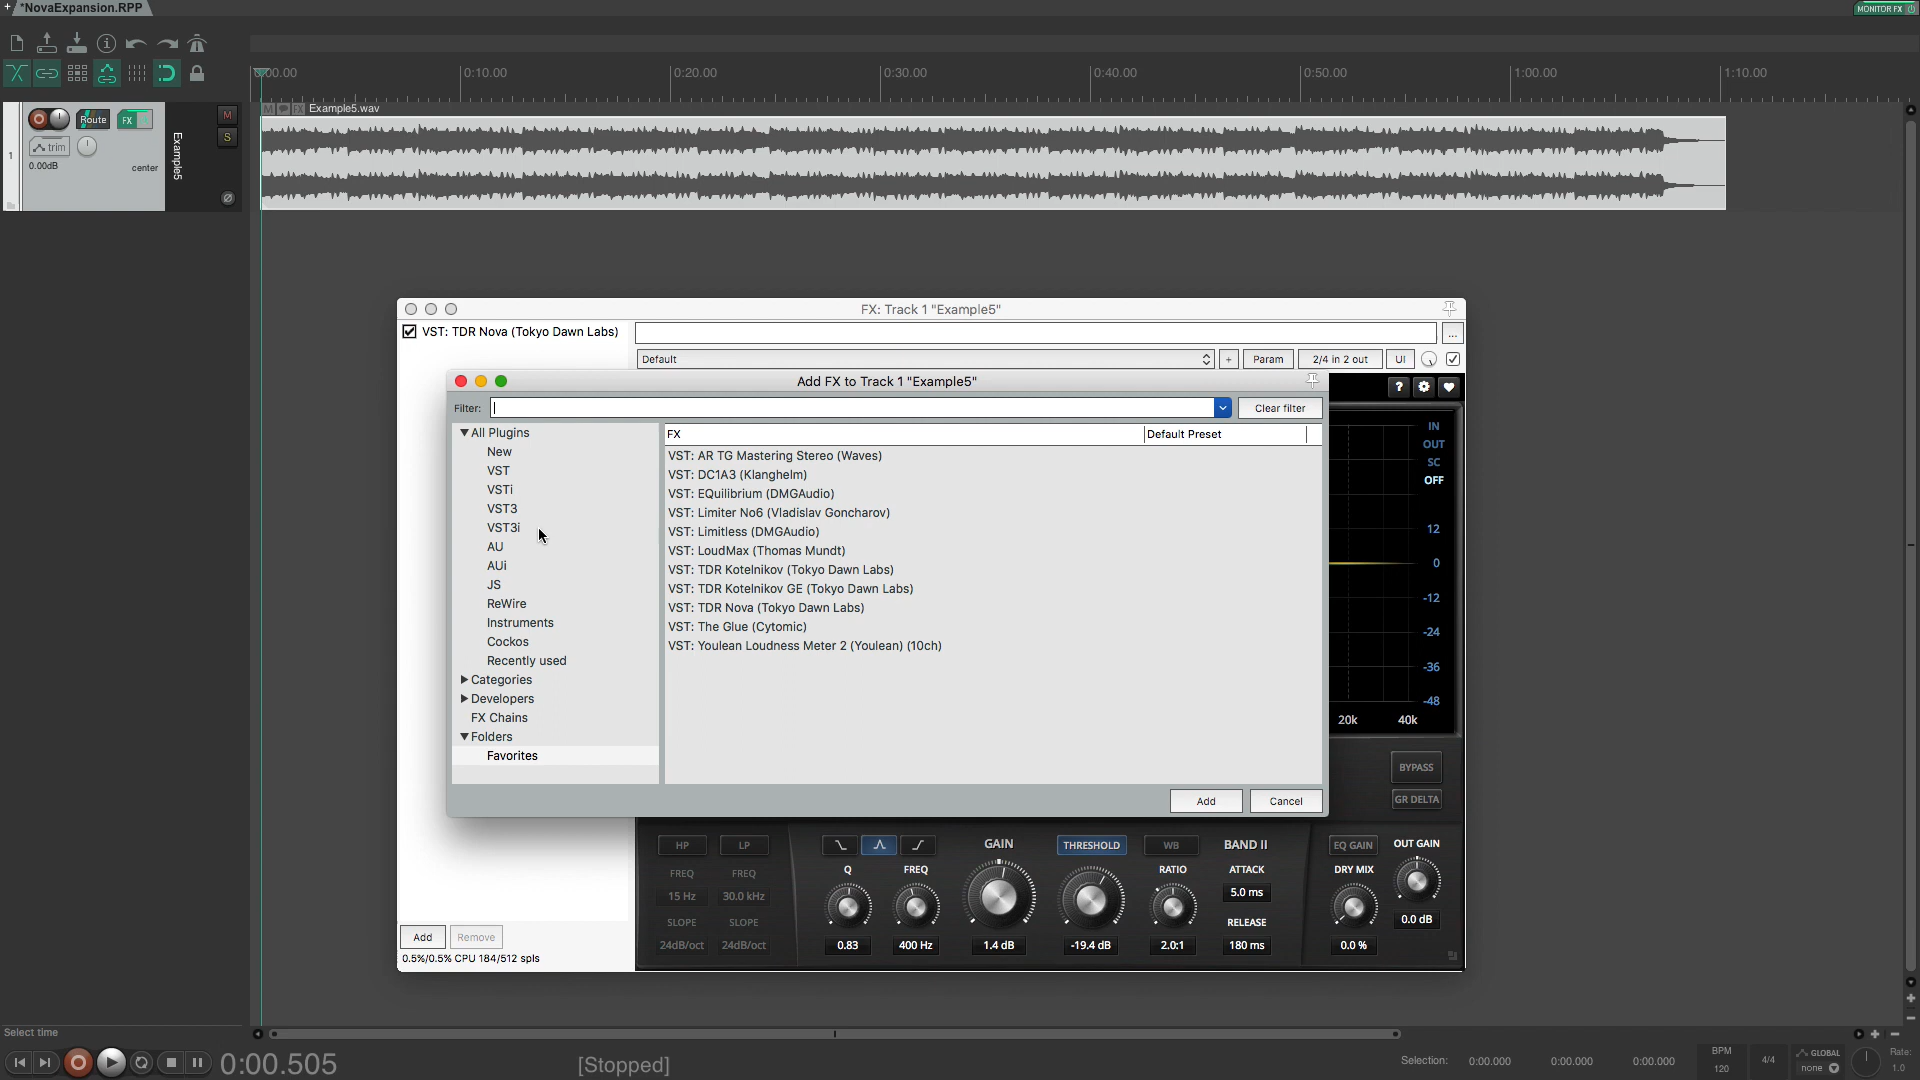 + *NovaExpansion.RPP
MONITOR FX
0:00.00
0:10.00
0:20.00
0:30.00
0:40.00
0:50.00
1:00.00
1:10.00
M FX Example5.wav
1
Route
FX
M
S
trim
0.00dB
center
Example5
FX: Track 1 "Example5"
VST: TDR Nova (Tokyo Dawn Labs)
...
Default
+
Param
2/4 in 2 out
UI
Add FX to Track 1 "Example5"
?
Filter:
Clear filter
All Plugins
New
VST
VSTi
VST3
VST3i
AU
AUi
JS
ReWire
Instruments
Cockos
Recently used
Categories
Developers
FX Chains
Folders
Favorites
FX
Default Preset
VST: AR TG Mastering Stereo (Waves)
VST: DC1A3 (Klanghelm)
VST: EQuilibrium (DMGAudio)
VST: Limiter No6 (Vladislav Goncharov)
VST: Limitless (DMGAudio)
VST: LoudMax (Thomas Mundt)
VST: TDR Kotelnikov (Tokyo Dawn Labs)
VST: TDR Kotelnikov GE (Tokyo Dawn Labs)
VST: TDR Nova (Tokyo Dawn Labs)
VST: The Glue (Cytomic)
VST: Youlean Loudness Meter 2 (Youlean) (10ch)
Add
Cancel
IN
OUT
SC
OFF
12
0
-12
-24
-36
-48
20k
40k
BYPASS
GR DELTA
HP
LP
FREQ
FREQ
15 Hz
30.0 kHz
SLOPE
SLOPE
24dB/oct
24dB/oct
Q
FREQ
0.83
400 Hz
GAIN
1.4 dB
THRESHOLD
-19.4 dB
WB
RATIO
2.0:1
BAND II
ATTACK
5.0 ms
RELEASE
180 ms
EQ GAIN
DRY MIX
0.0 %
OUT GAIN
0.0 dB
Add
Remove
0.5%/0.5% CPU 184/512 spls
Select time
0:00.505
[Stopped]
Selection:
0:00.000
0:00.000
0:00.000
BPM
120
4/4
GLOBAL
none
Rate:
1.0